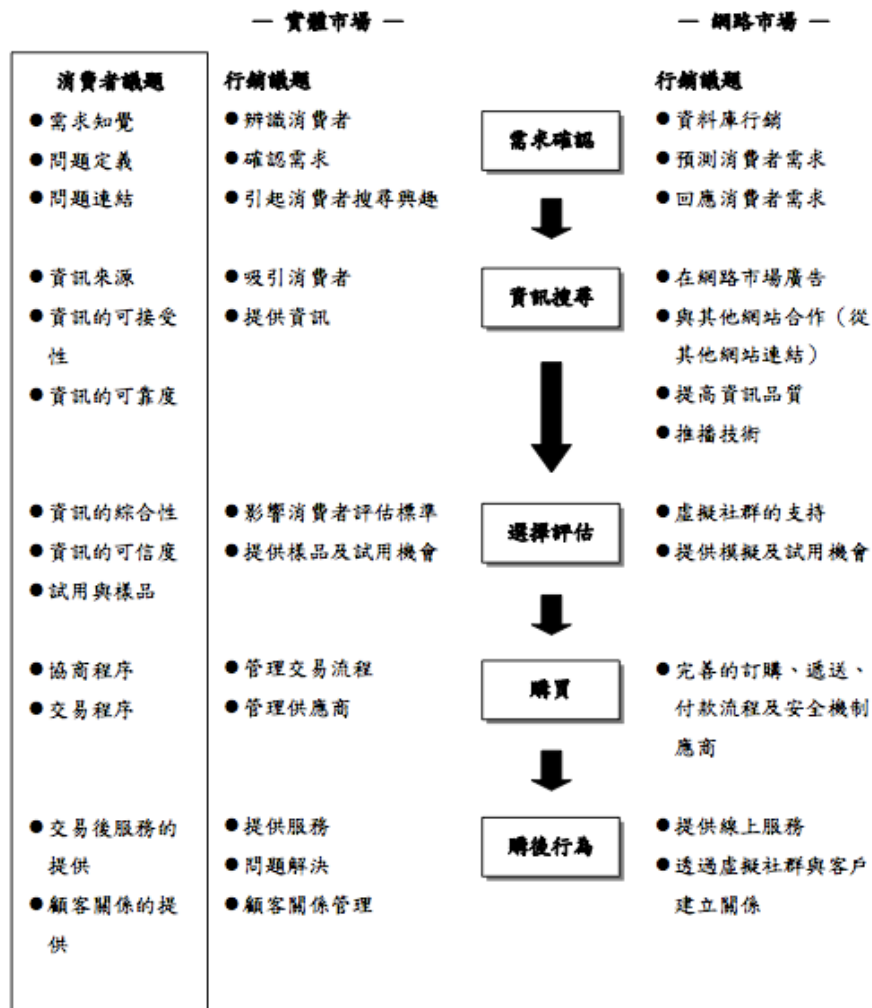 — 實體市場 —
— 網路市場 —
消費者議題
行銷議題
行銷議題
●需求知覺
●問題定義
●問題連結
●辨識消費者
●確認需求
●引起消費者搜尋興趣
需求確認
●資料庫行銷
●預測消費者需求
●回應消費者需求
●資訊來源
●資訊的可接受
性
●資訊的可靠度
●吸引消費者
●提供資訊
資訊搜尋
●在網路市場廣告
●與其他網站合作（從
其他網站連結）
●提高資訊品質
●推播技術
●資訊的綜合性
●資訊的可信度
●試用與樣品
●影響消費者評估標準
●提供樣品及試用機會
選擇評估
●虛擬社群的支持
●提供模擬及試用機會
●協商程序
●交易程序
●管理交易流程
●管理供應商
購買
●完善的訂購、遞送、
付款流程及安全機制
應商
●交易後服務的
提供
●顧客關係的提
供
●提供服務
●問題解決
●顧客關係管理
購後行為
●提供線上服務
●透過虛擬社群與客戶
建立關係